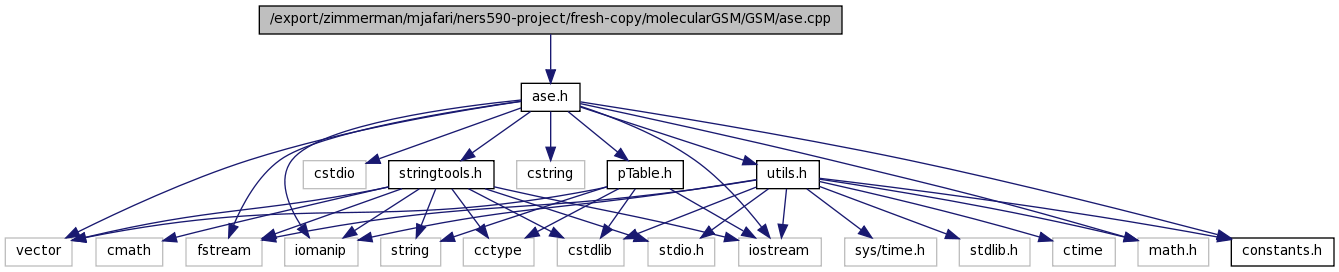 /export/zimmerman/mjafari/ners590-project/fresh-copy/molecularGSM/GSM/ase.cpp
ase.h
cstdio
stringtools.h
cstring
pTable.h
utils.h
vector
cmath
fstream
iomanip
string
cctype
cstdlib
stdio.h
iostream
sys/time.h
stdlib.h
ctime
math.h
constants.h